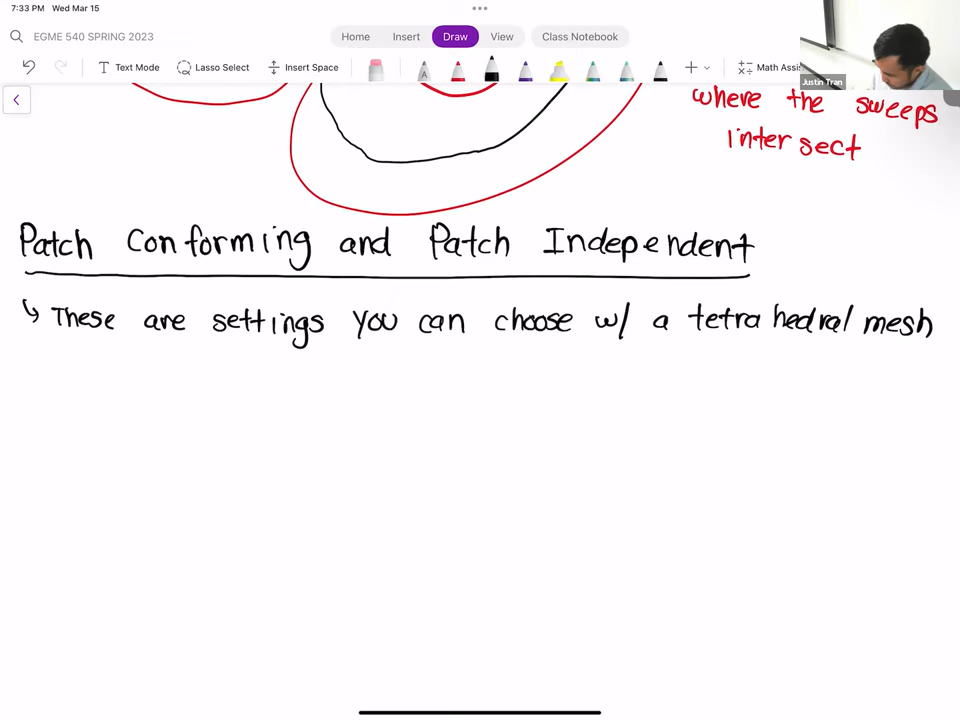 7:33 PM Wed Mar 15
EGME 540 SPRING 2023
Home Insert Draw View Class Notebook
T Text Mode Lasso Select Insert Space A Math Assis
Justin Tran
where the sweeps
intersect
Patch Conforming and Patch Independent
↳ These are settings you can choose w/ a tetrahedral mesh